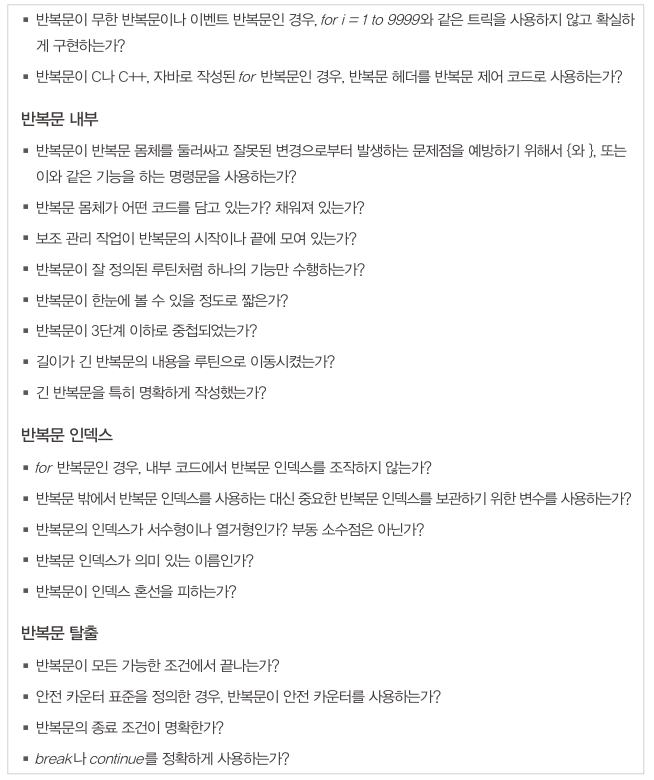 ▪ 반복문이 무한 반복문이나 이벤트 반복문인 경우, for i = 1 to 9999와 같은 트릭을 사용하지 않고 확실하
게 구현하는가?
▪ 반복문이 C나 C++, 자바로 작성된 for 반복문인 경우, 반복문 헤더를 반복문 제어 코드로 사용하는가?
반복문 내부
▪ 반복문이 반복문 몸체를 둘러싸고 잘못된 변경으로부터 발생하는 문제점을 예방하기 위해서 {와 }, 또는
이와 같은 기능을 하는 명령문을 사용하는가?
▪ 반복문 몸체가 어떤 코드를 담고 있는가? 채워져 있는가?
▪ 보조 관리 작업이 반복문의 시작이나 끝에 모여 있는가?
▪ 반복문이 잘 정의된 루틴처럼 하나의 기능만 수행하는가?
▪ 반복문이 한눈에 볼 수 있을 정도로 짧은가?
▪ 반복문이 3단계 이하로 중첩되었는가?
▪ 길이가 긴 반복문의 내용을 루틴으로 이동시켰는가?
▪ 긴 반복문을 특히 명확하게 작성했는가?
반복문 인덱스
▪ for 반복문인 경우, 내부 코드에서 반복문 인덱스를 조작하지 않는가?
▪ 반복문 밖에서 반복문 인덱스를 사용하는 대신 중요한 반복문 인덱스를 보관하기 위한 변수를 사용하는가?
▪ 반복문의 인덱스가 서수형이나 열거형인가? 부동 소수점은 아닌가?
▪ 반복문 인덱스가 의미 있는 이름인가?
▪ 반복문이 인덱스 혼선을 피하는가?
반복문 탈출
▪ 반복문이 모든 가능한 조건에서 끝나는가?
▪ 안전 카운터 표준을 정의한 경우, 반복문이 안전 카운터를 사용하는가?
▪ 반복문의 종료 조건이 명확한가?
▪ break나 continue를 정확하게 사용하는가?